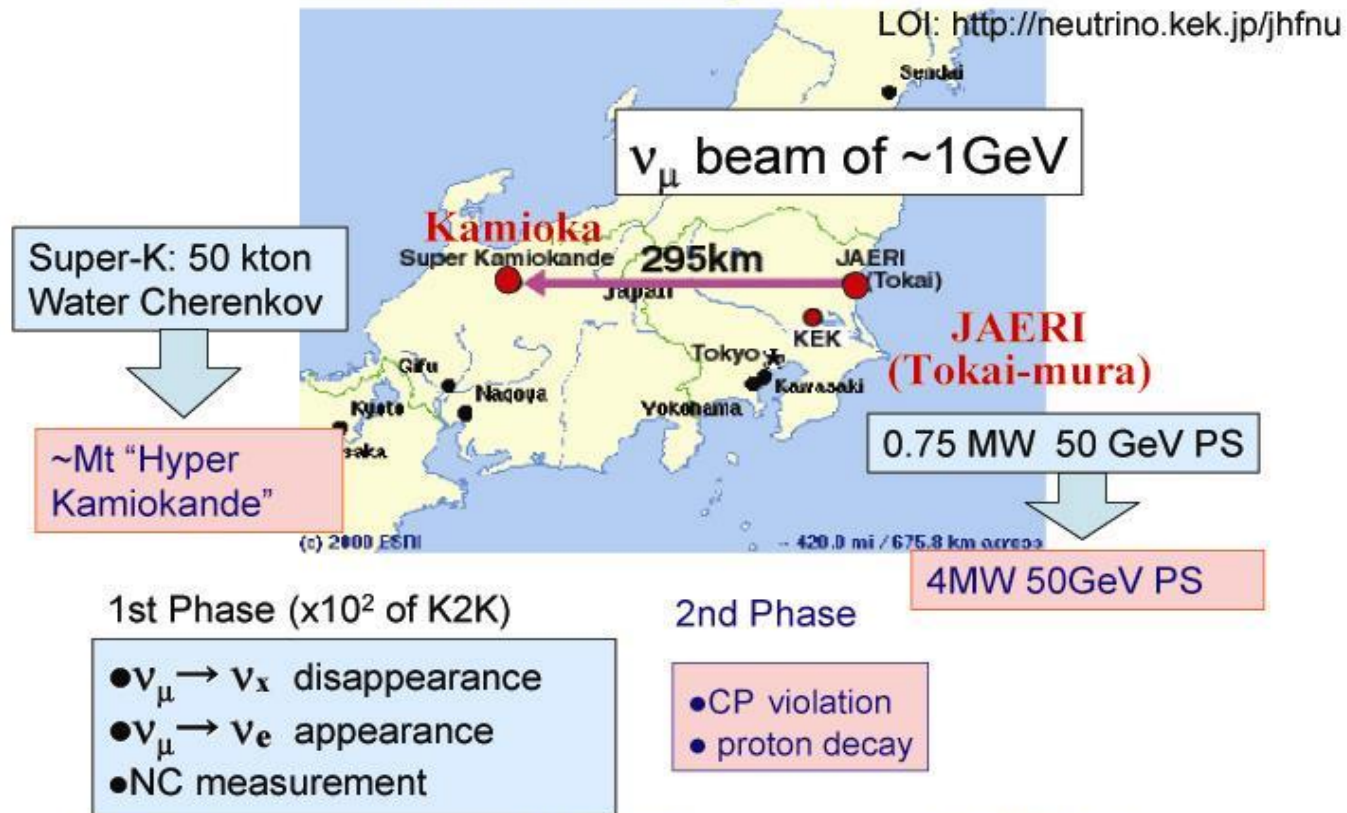 LOI: http://neutrino.kek.jp/jhfnu
Sendai
νμ beam of ~1GeV
Kamioka
Super Kamiokande
295km
JAERI
(Tokai)
Japan
Super-K: 50 kton
Water Cherenkov
KEK
JAERI
(Tokai-mura)
Tokyo
Kawasaki
Yokohama
Gifu
Nagoya
Kyoto
saka
~Mt “Hyper
Kamiokande”
0.75 MW 50 GeV PS
4MW 50GeV PS
(c) 2000 ESRI
420.0 mi / 675.8 km across
1st Phase (x10² of K2K)
●νμ→ νx disappearance
●νμ→ νe appearance
●NC measurement
2nd Phase
●CP violation
● proton decay